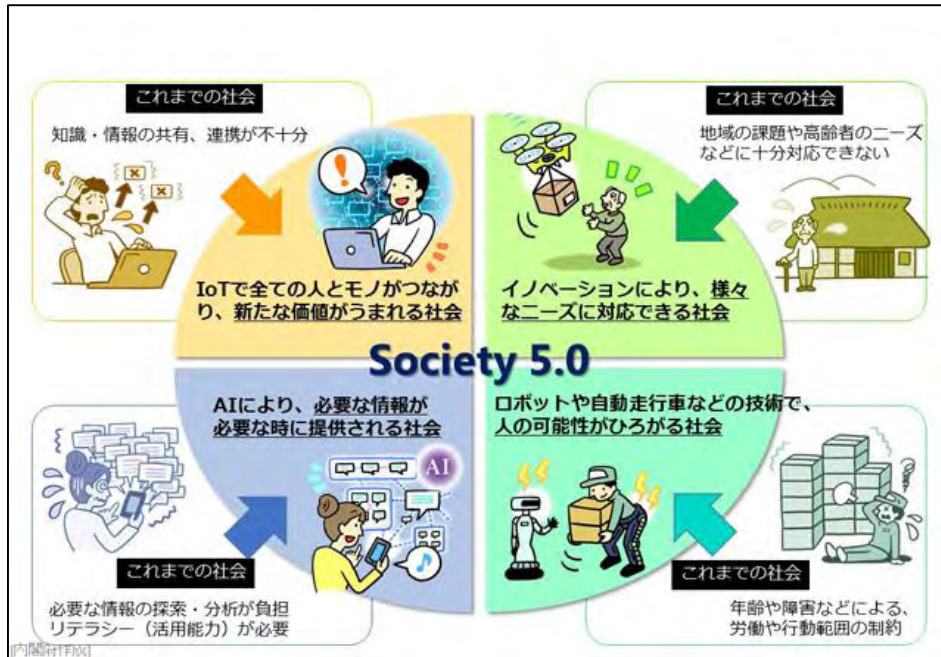 これまでの社会
知識・情報の共有、連携が不十分
IoTで全ての人とモノがつなが
り、新たな価値がうまれる社会
これまでの社会
地域の課題や高齢者のニーズ
などに十分対応できない
イノベーションにより、様々
なニーズに対応できる社会
Society 5.0
AIにより、必要な情報が
必要な時に提供される社会
AI
これまでの社会
必要な情報の探索・分析が負担
リテラシー（活用能力）が必要
ロボットや自動走行車などの技術で、
人の可能性がひろがる社会
これまでの社会
年齢や障害などによる、
労働や行動範囲の制約
[内閣府作成]